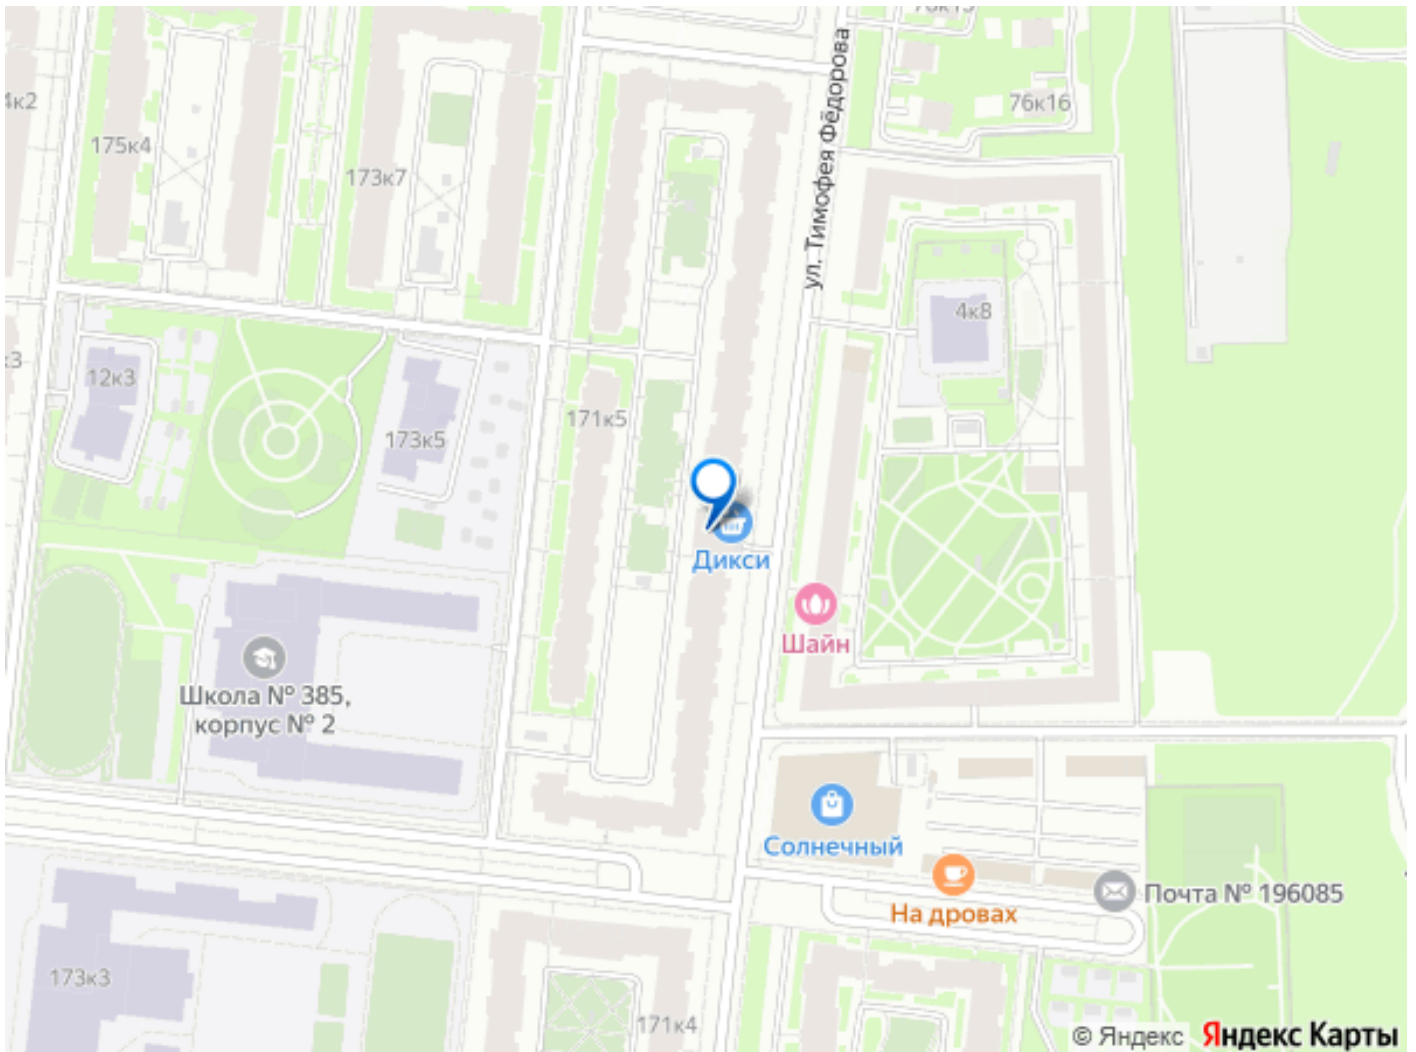 4к2
175к4
173к7
ул. Тимофея Фёдорова
76к16
4к8
12к3
173к5
171к5
Дикси
Шайн
Школа № 385,
корпус № 2
Солнечный
На дровах
Почта № 196085
173к3
171к4
© Яндекс Яндекс Карты